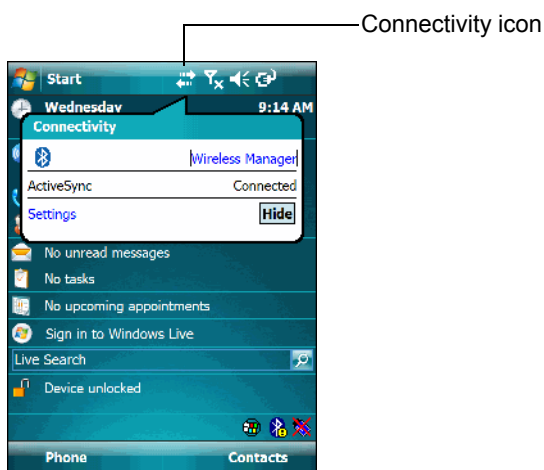 Connectivity icon
Start
Wednesday 9:14 AM
Connectivity
Wireless Manager
ActiveSync Connected
Settings Hide
No unread messages
No tasks
No upcoming appointments
Sign in to Windows Live
Live Search
Device unlocked
Phone Contacts